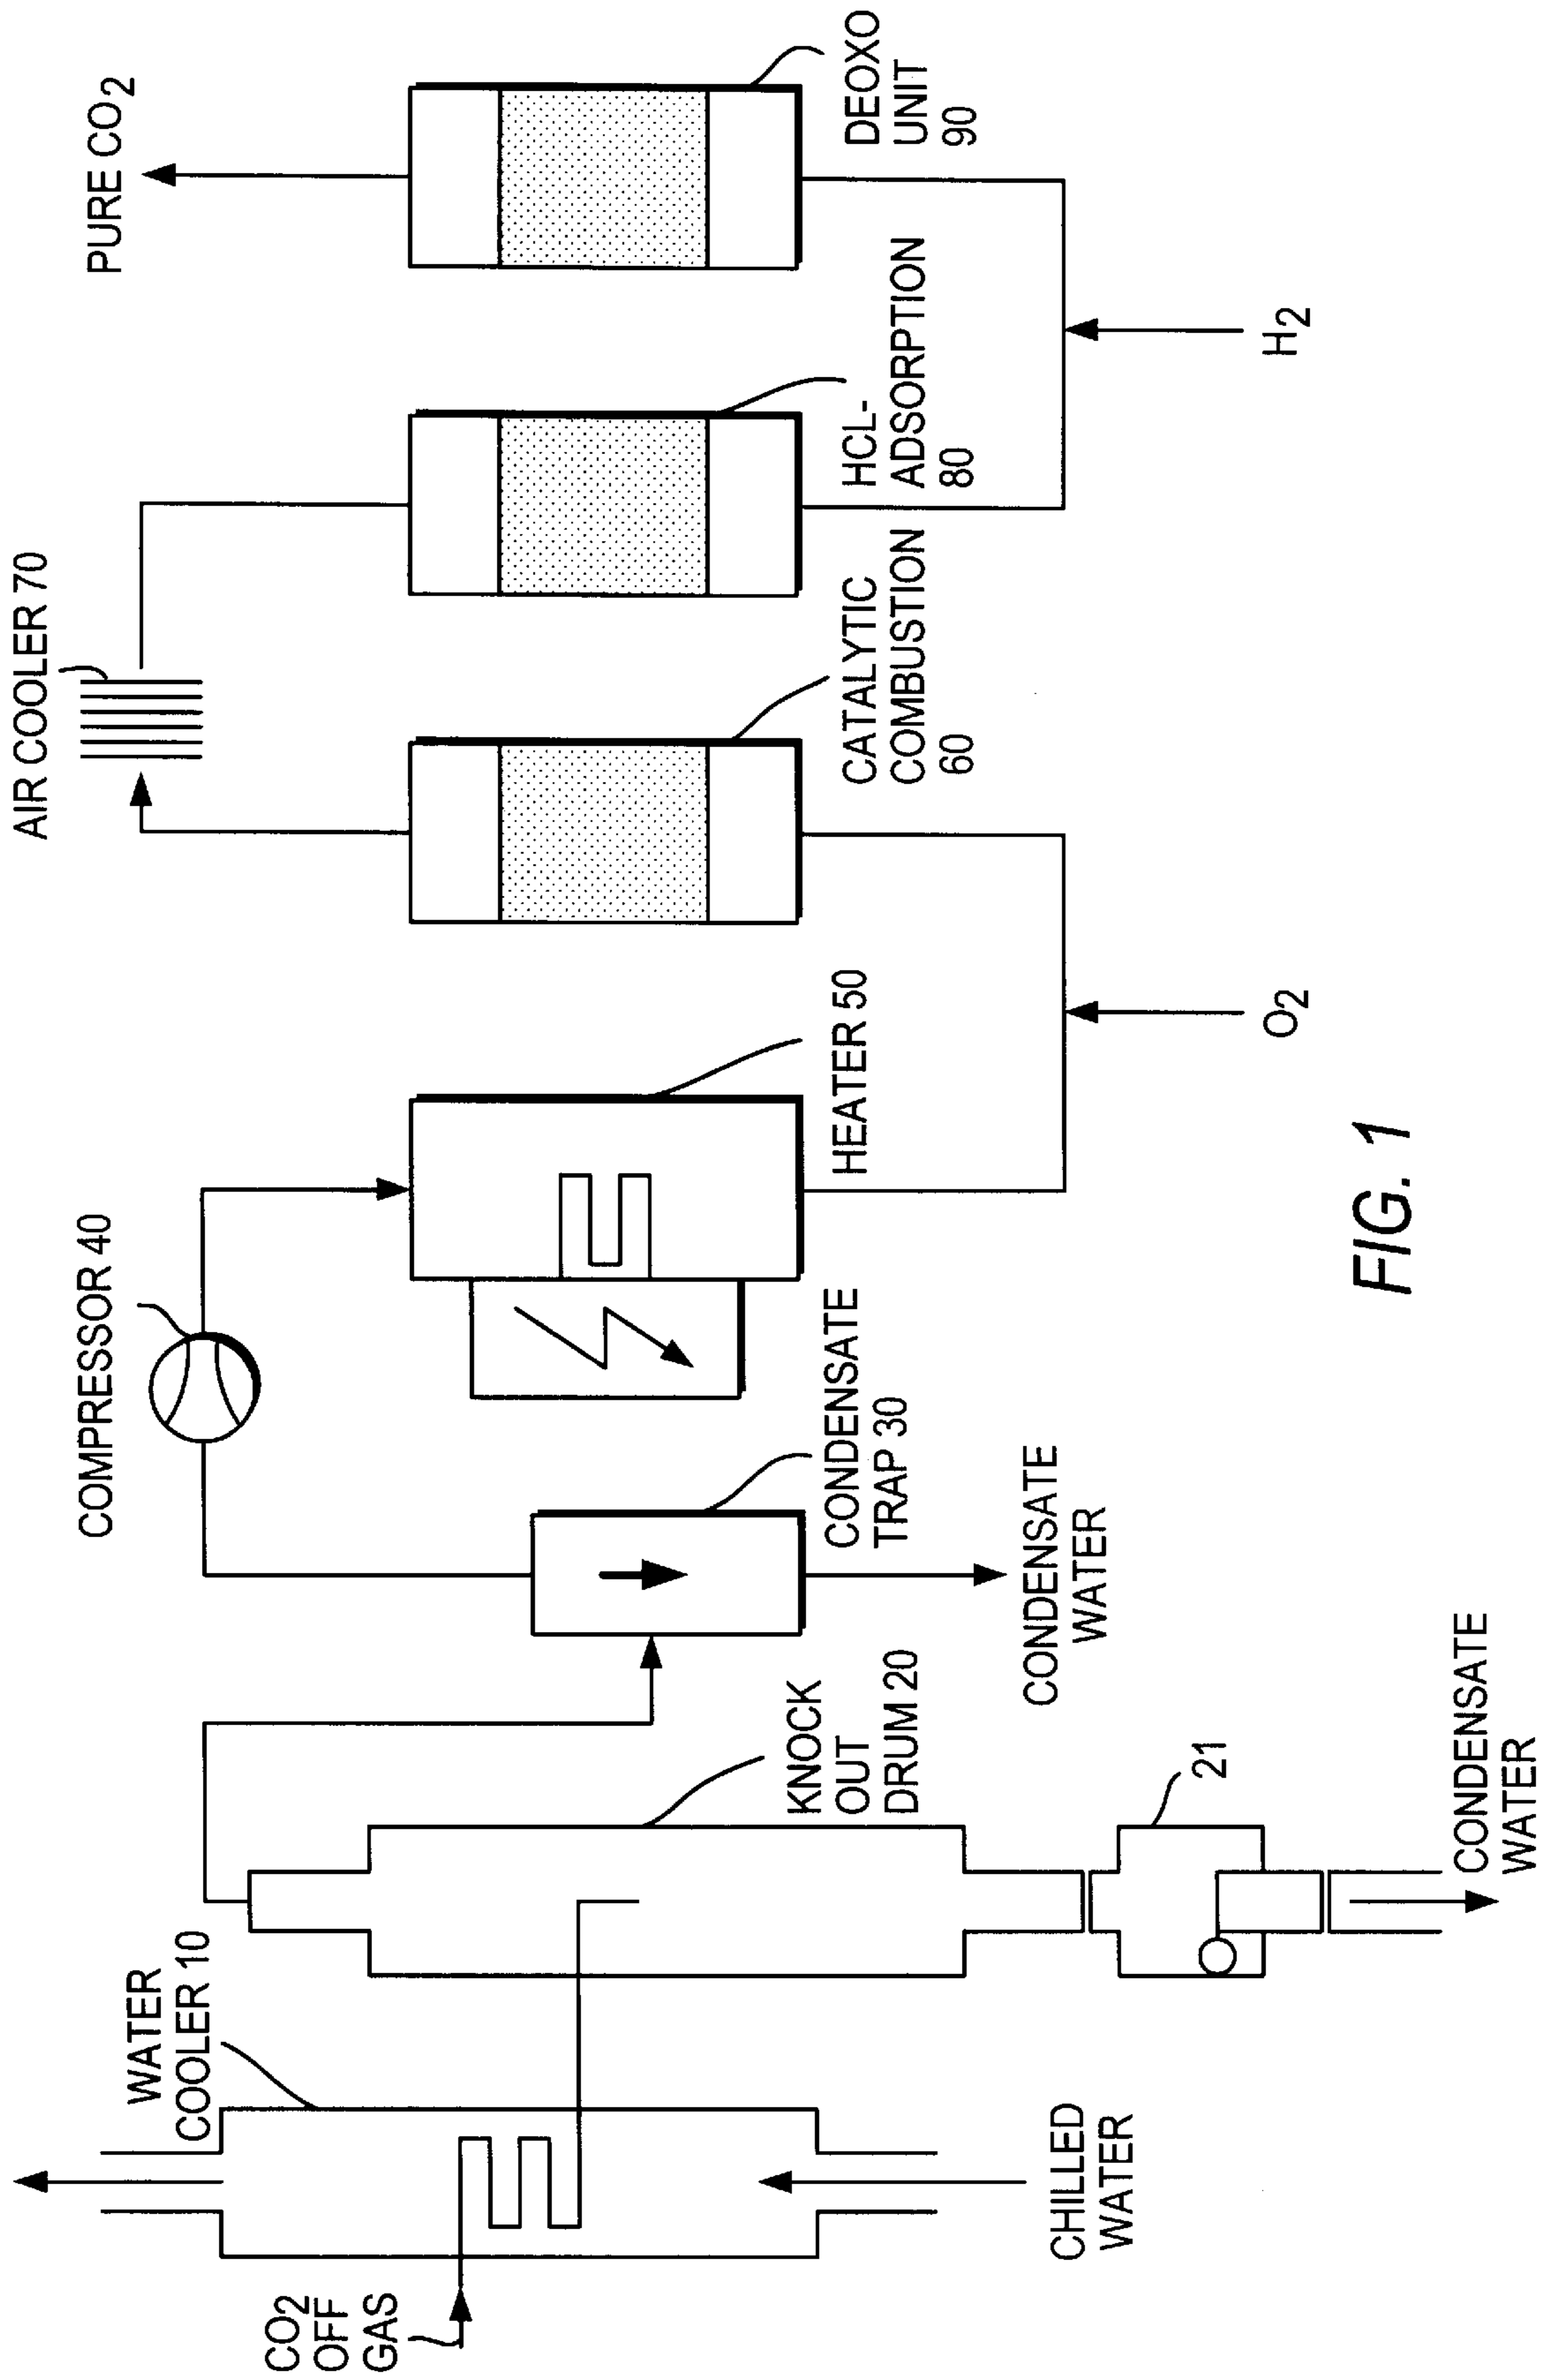 CO2
OFF
GAS
WATER
COOLER 10
CHILLED
WATER
KNOCK
OUT
DRUM 20
21
CONDENSATE
WATER
CONDENSATE
TRAP 30
CONDENSATE
WATER
COMPRESSOR 40
HEATER 50
O2
CATALYTIC
COMBUSTION
60
AIR COOLER 70
HCL-
ADSORPTION
80
H2
DEOXO
UNIT
90
PURE CO2
FIG. 1